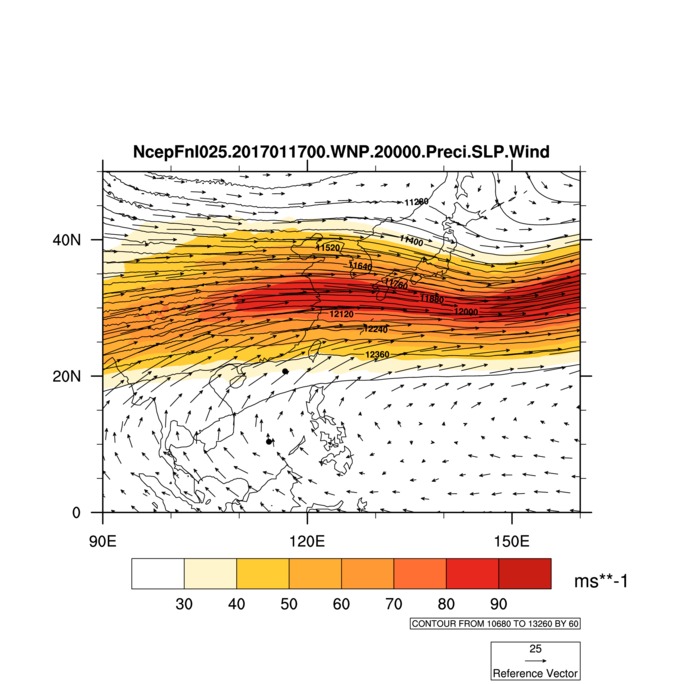 NcepFnl025.2017011700.WNP.20000.Preci.SLP.Wind
11280
11400
40N
11520
11640
11760
11880
12000
12120
12240
12360
20N
0
90E 120E 150E
ms**-1
30 40 50 60 70 80 90
CONTOUR FROM 10680 TO 13260 BY 60
25
Reference Vector